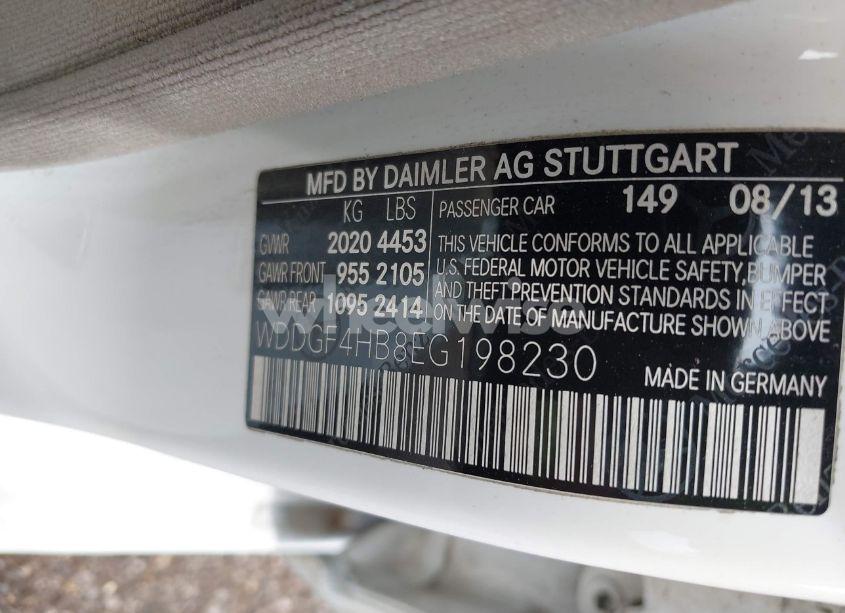 MFD BY DAIMLER AG STUTTGART
KG LBS
GVWR 2020 4453
GAWR FRONT 955 2105
GAWR REAR 1095 2414
PASSENGER CAR 149 08/13
THIS VEHICLE CONFORMS TO ALL APPLICABLE
U.S. FEDERAL MOTOR VEHICLE SAFETY,BUMPER
AND THEFT PREVENTION STANDARDS IN EFFECT
ON THE DATE OF MANUFACTURE SHOWN ABOVE
WDDGF4HB8EG198230
MADE IN GERMANY